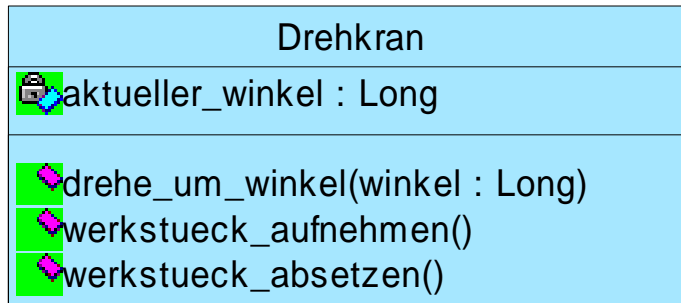 Drehkran
aktueller_winkel : Long
drehe_um_winkel(winkel : Long)
werkstueck_aufnehmen()
werkstueck_absetzen()